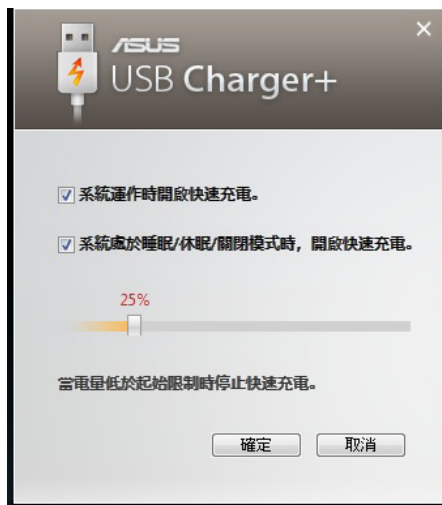 ASUS
USB Charger+
系統運作時開啟快速充電。
系統處於睡眠/休眠/關閉模式時，開啟快速充電。
25%
當電量低於起始限制時停止快速充電。
確定
取消